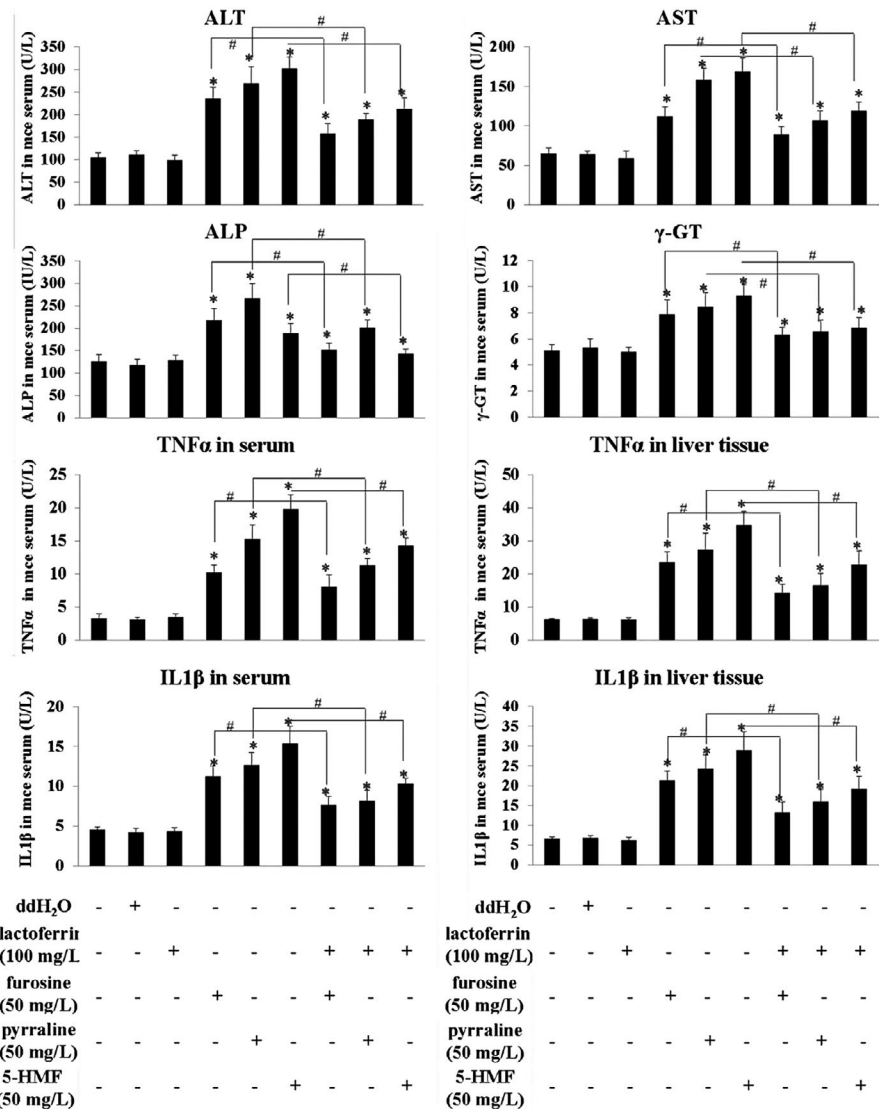 ALT
ALT in mce serum (U/L)
350
300
250
200
150
100
50
0
* * * * * *
# # #
AST
AST in mce serum (U/L)
200
150
100
50
0
* * * * * *
# # #
ALP
ALP in mce serum (IU/L)
350
300
250
200
150
100
50
0
* * * * * *
# # #
γ-GT
γ-GT in mce serum (U/L)
12
10
8
6
4
2
0
* * * * * *
# # #
TNFα in serum
TNFα in mce serum (U/L)
25
20
15
10
5
0
* * * * * *
# # #
TNFα in liver tissue
TNFα in mce serum (U/L)
50
40
30
20
10
0
* * * * * *
# # #
IL1β in serum
IL1β in mce serum (U/L)
20
15
10
5
0
* * * * * *
# # #
IL1β in liver tissue
IL1β in mce serum (U/L)
40
35
30
25
20
15
10
5
0
* * * * * *
# # #
ddH₂O - + - - - - - - -
lactoferrin
(100 mg/L - - + - - - + + +
furosine
(50 mg/L) - - - + - - + - -
pyrraline
(50 mg/L) - - - - + - - + -
5-HMF
(50 mg/L) - - - - - + - - +
ddH₂O - + - - - - - - -
lactoferrin
(100 mg/L) - - + - - - + + +
furosine
(50 mg/L) - - - + - - + - -
pyrraline
(50 mg/L) - - - - + - - + -
5-HMF
(50 mg/L) - - - - - + - - +